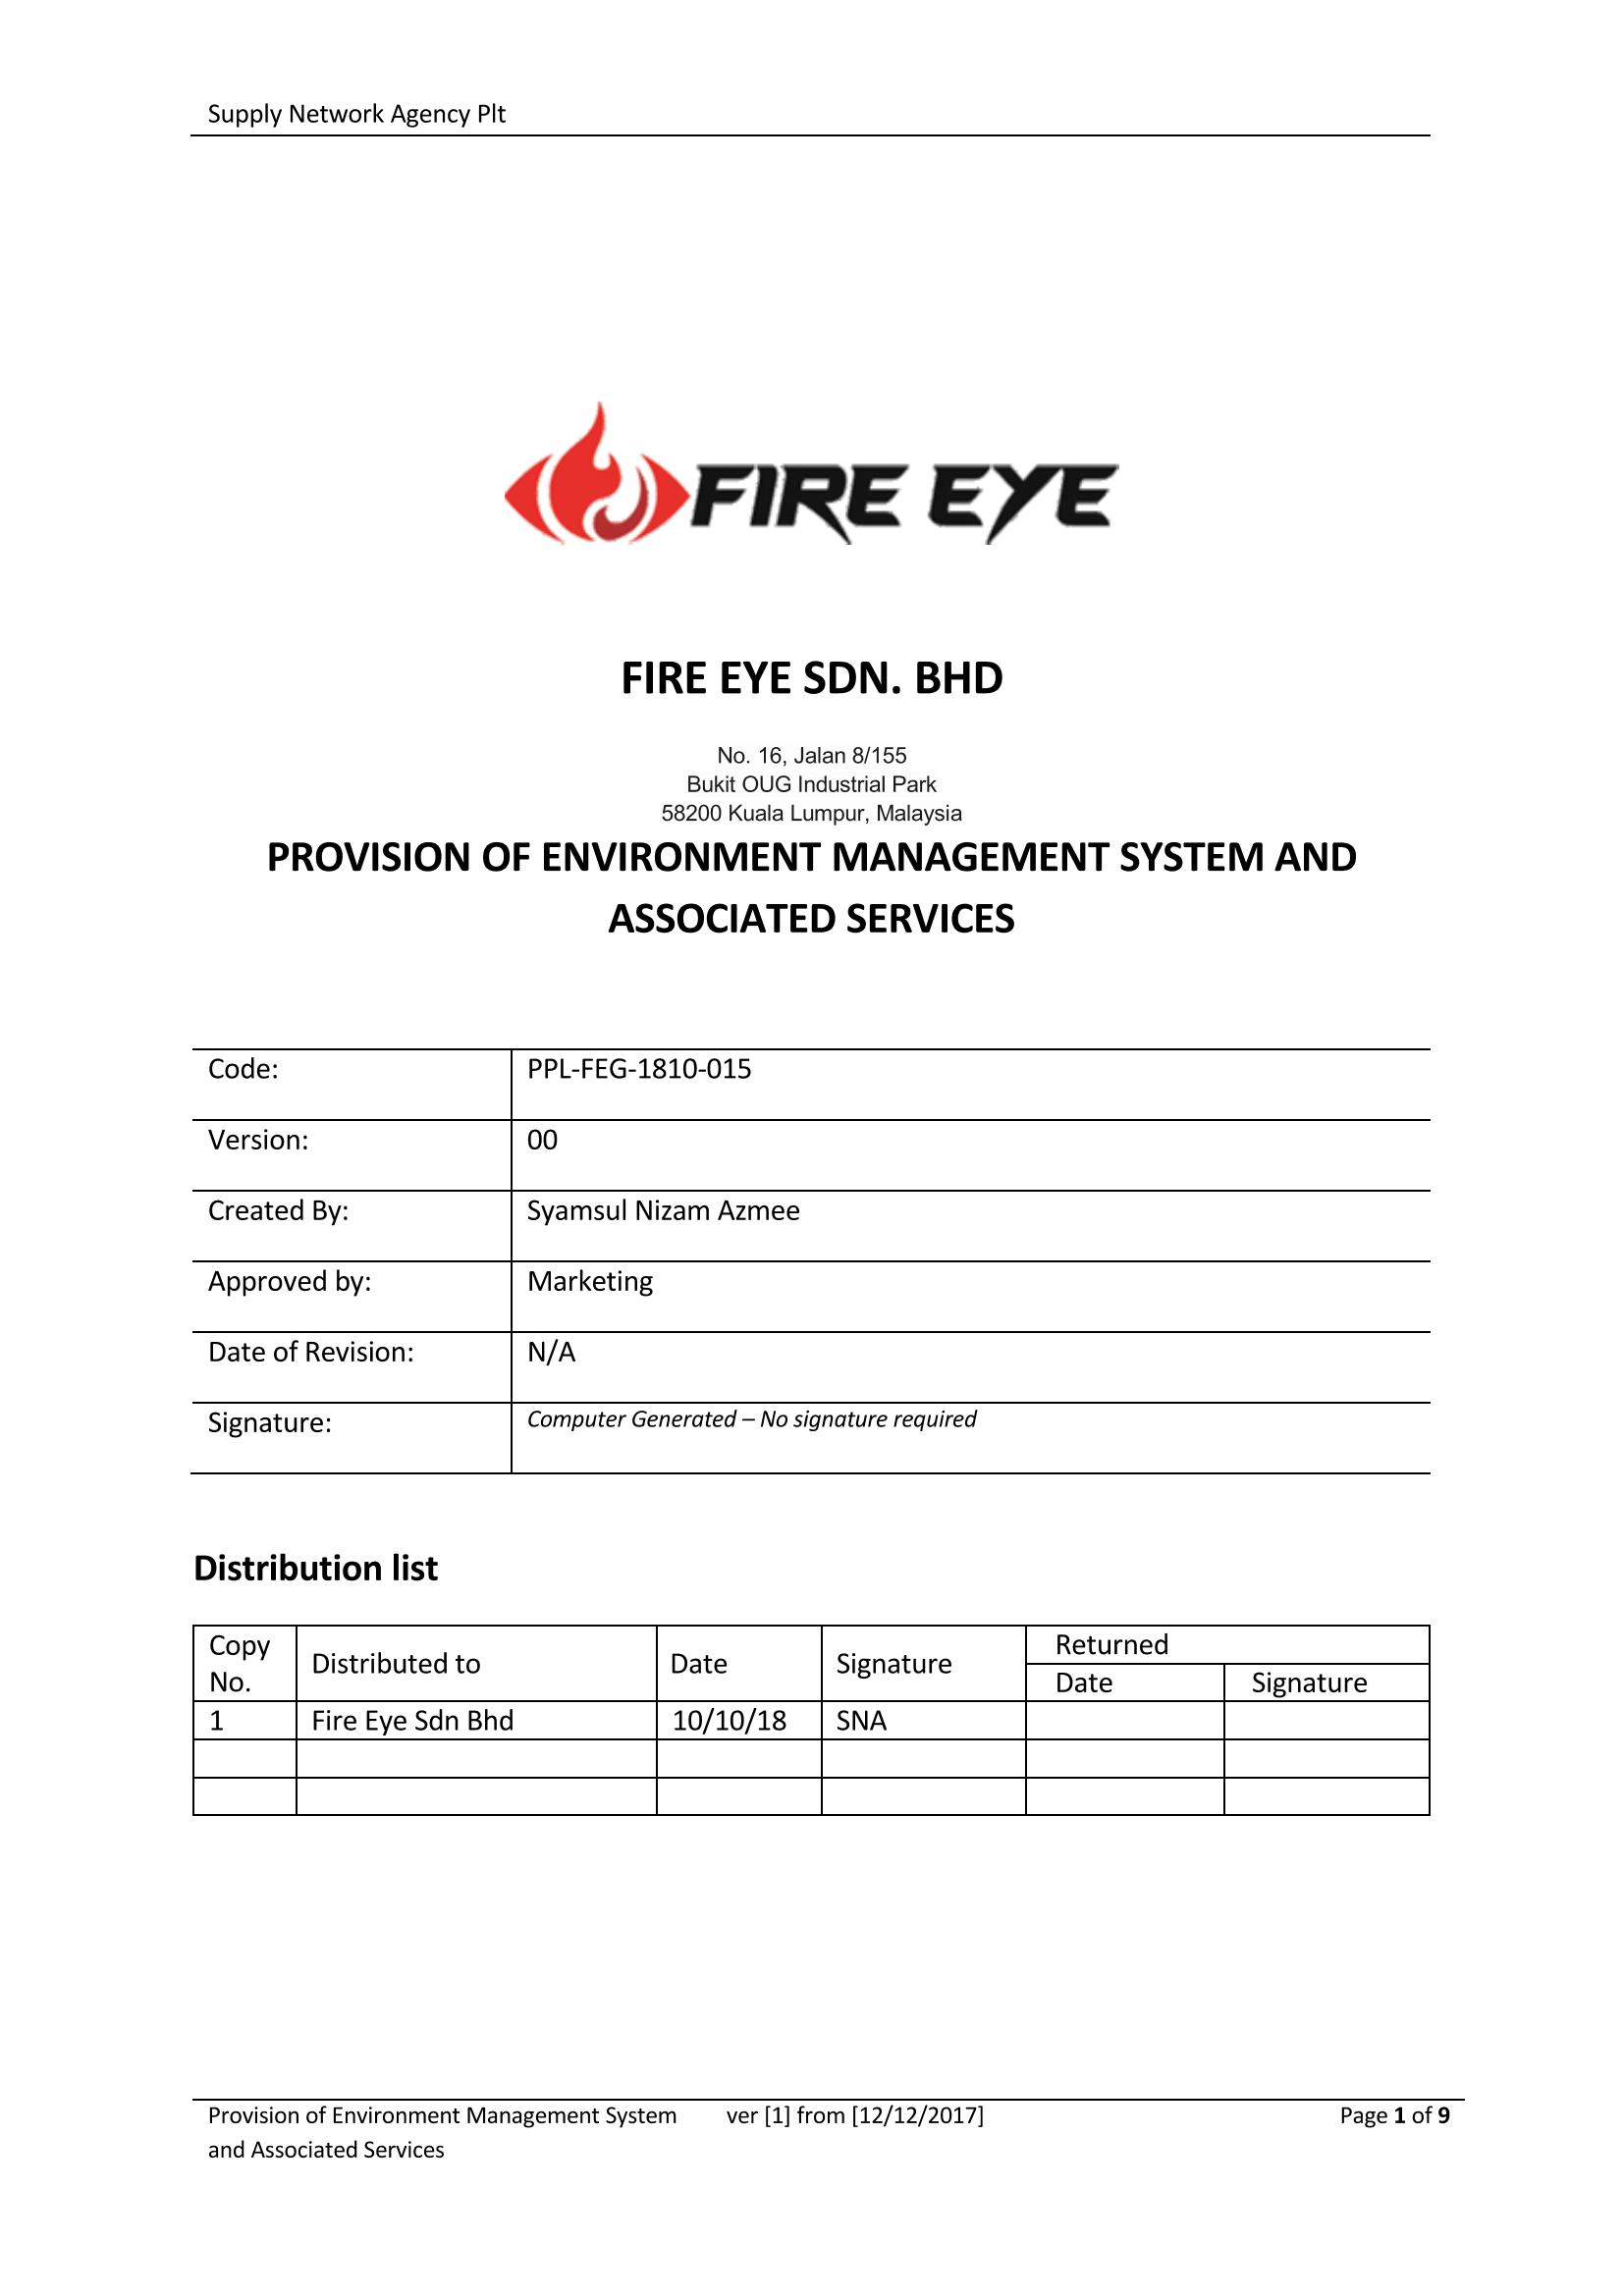 Supply Network Agency Plt
FIRE EYE
FIRE EYE SDN. BHD
No. 16, Jalan 8/155
Bukit OUG Industrial Park
58200 Kuala Lumpur, Malaysia
PROVISION OF ENVIRONMENT MANAGEMENT SYSTEM AND
ASSOCIATED SERVICES
Code: PPL-FEG-1810-015
Version: 00
Created By: Syamsul Nizam Azmee
Approved by: Marketing
Date of Revision: N/A
Signature: Computer Generated – No signature required
Distribution list
Copy No. Distributed to Date Signature Returned
Date Signature
1 Fire Eye Sdn Bhd 10/10/18 SNA
Provision of Environment Management System ver [1] from [12/12/2017] Page 1 of 9
and Associated Services